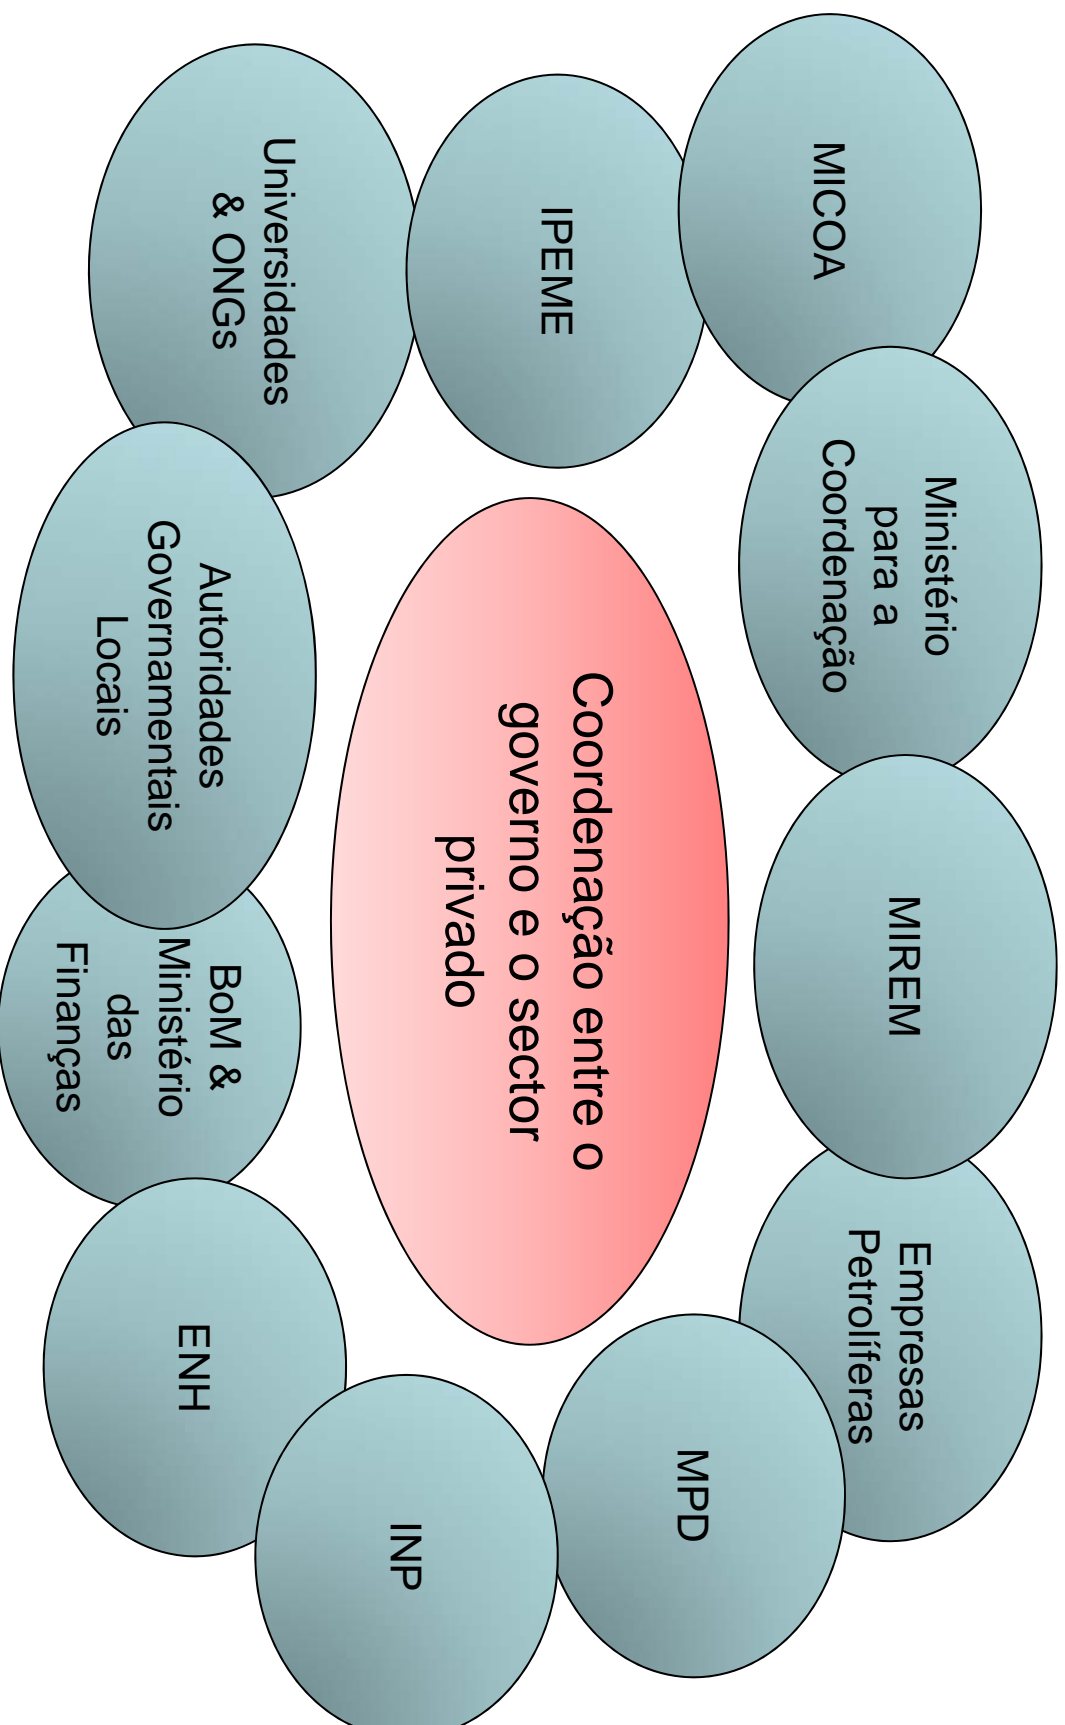 MICOA
Ministério
para a
Coordenação
MIREM
Empresas
Petrolíferas
IPEME
MPD
Coordenação entre o
governo e o sector
privado
Universidades
& ONGs
INP
Autoridades
Governamentais
Locais
BoM &
Ministério
das
Finanças
ENH